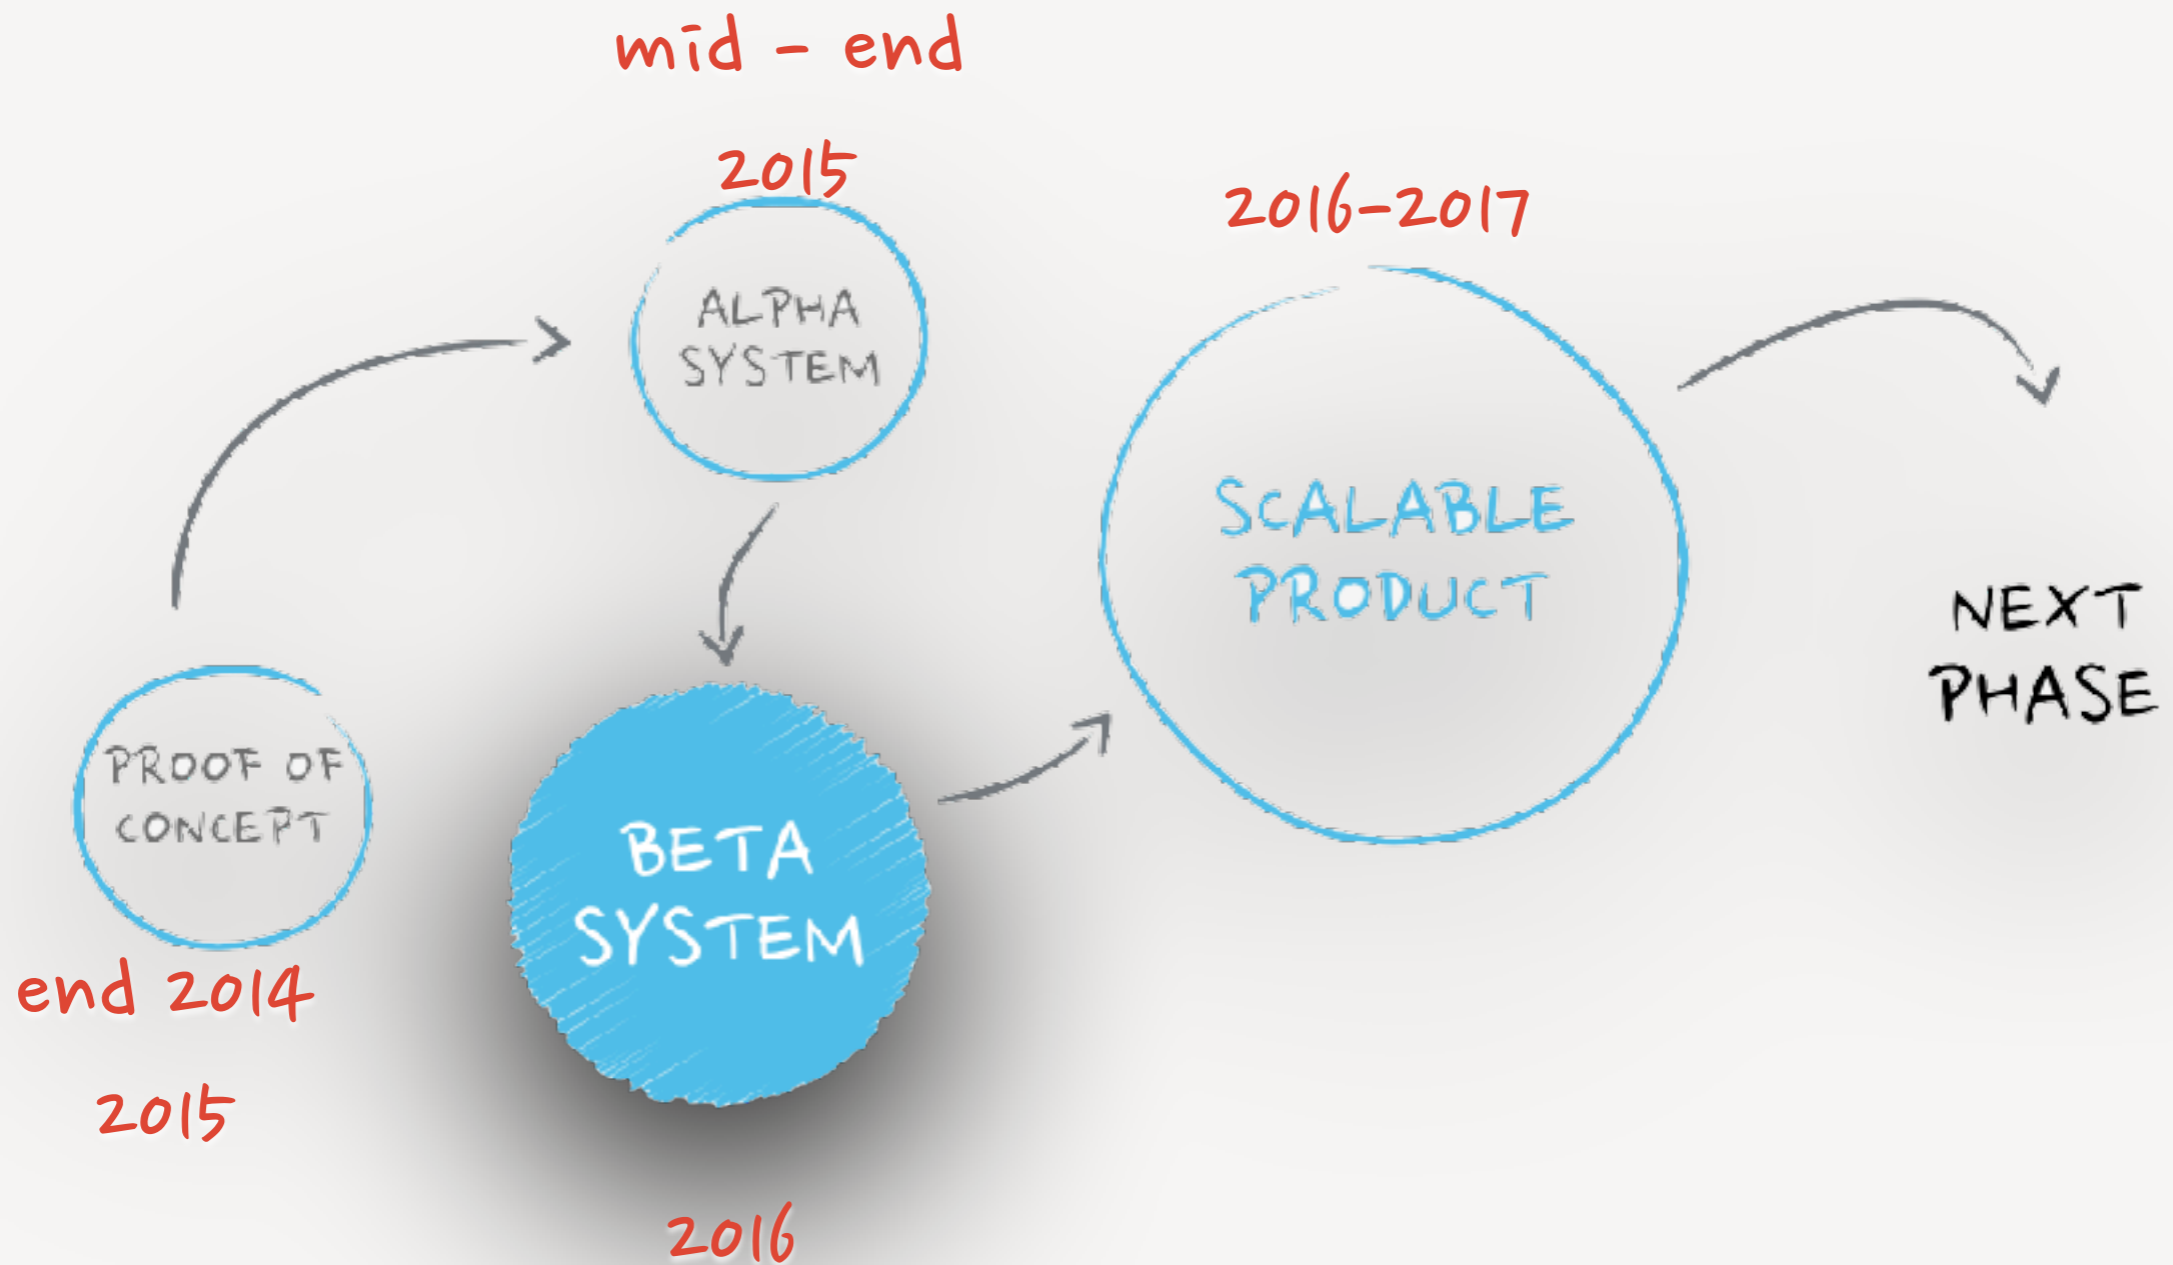 mid - end
2015
ALPHA
SYSTEM
2016-2017
SCALABLE
PRODUCT
NEXT
PHASE
PROOF OF
CONCEPT
end 2014
2015
BETA
SYSTEM
2016